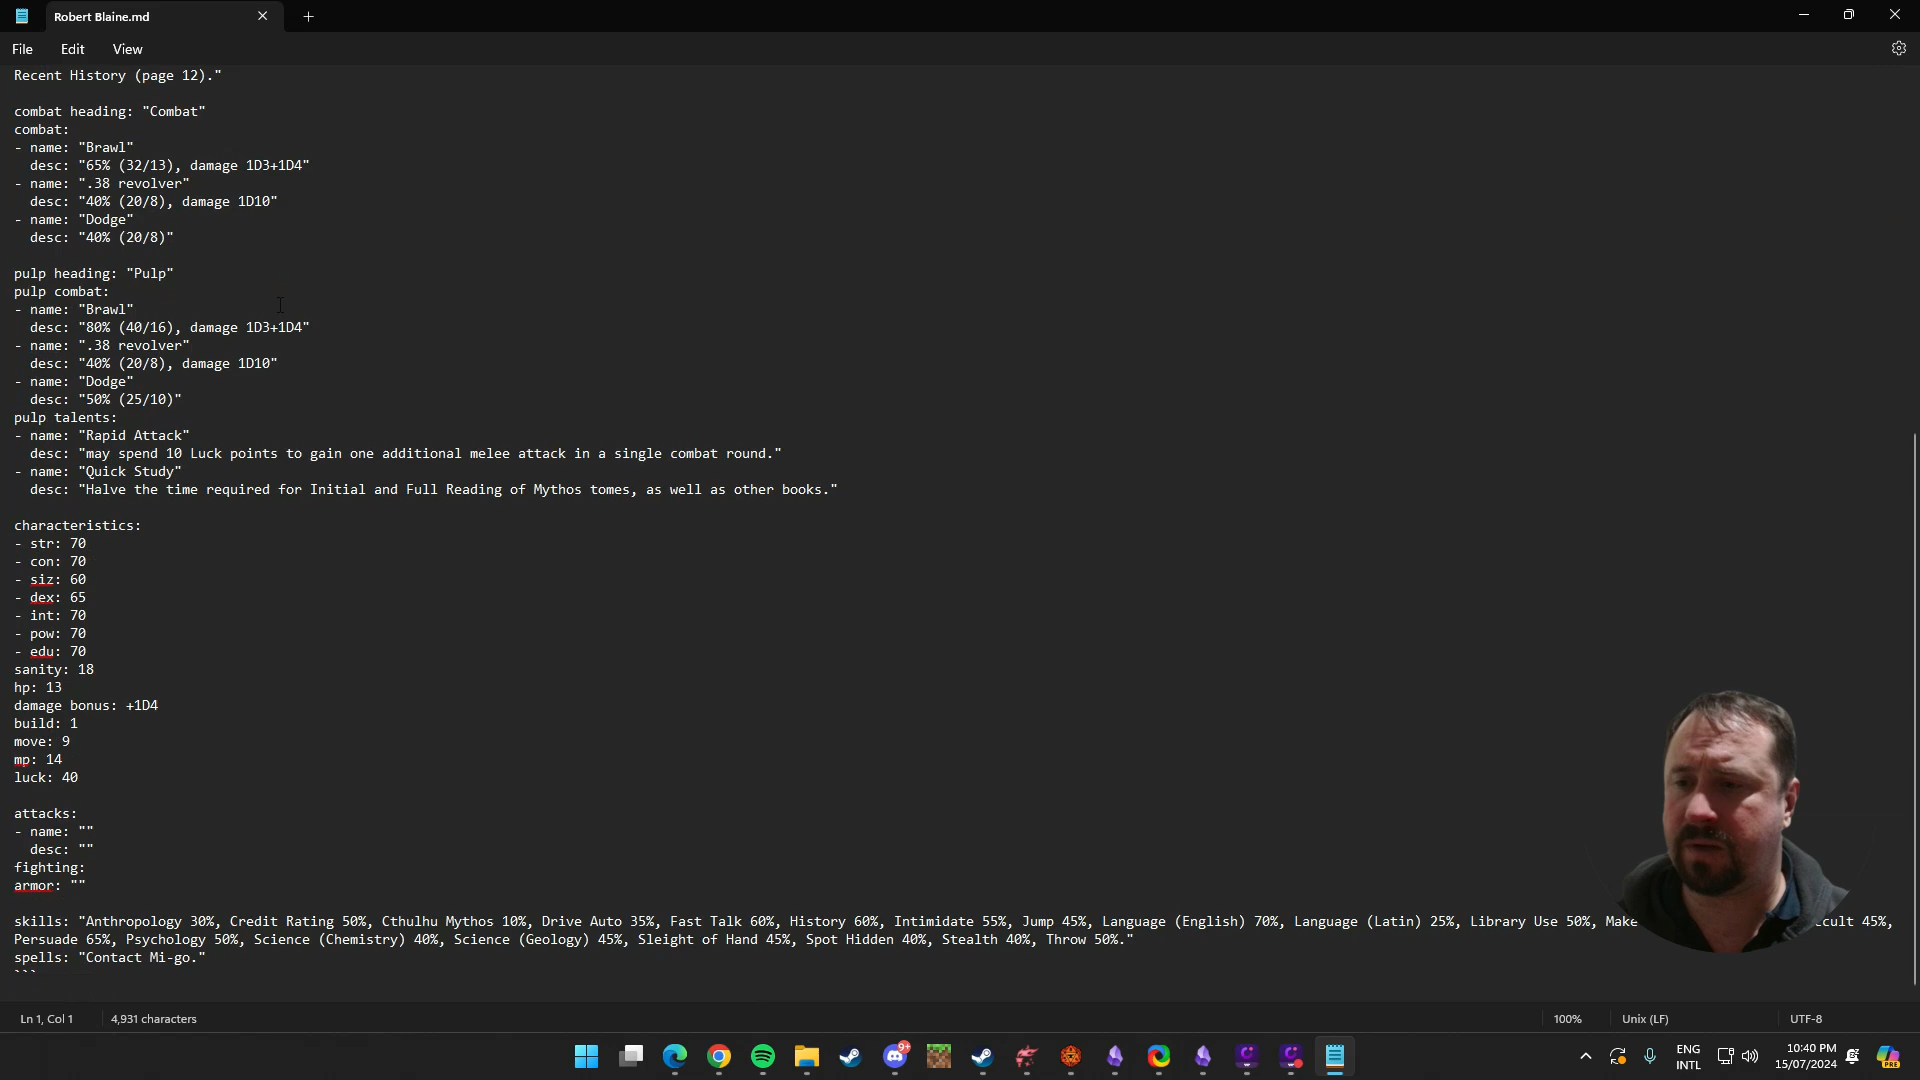 Robert Blaine.md
File Edit View
Recent History (page 12)."
combat heading: "Combat"
combat:
- name: "Brawl"
desc: "65% (32/13), damage 1D3+1D4"
- name: ".38 revolver"
desc: "40% (20/8), damage 1D10"
- name: "Dodge"
desc: "40% (20/8)"
pulp heading: "Pulp"
pulp combat:
- name: "Brawl"
desc: "80% (40/16), damage 1D3+1D4"
- name: ".38 revolver"
desc: "40% (20/8), damage 1D10"
- name: "Dodge"
desc: "50% (25/10)"
pulp talents:
- name: "Rapid Attack"
desc: "may spend 10 Luck points to gain one additional melee attack in a single combat round."
- name: "Quick Study"
desc: "Halve the time required for Initial and Full Reading of Mythos tomes, as well as other books."
characteristics:
- str: 70
- con: 70
- siz: 60
- dex: 65
- int: 70
- pow: 70
- edu: 70
sanity: 18
hp: 13
damage bonus: +1D4
build: 1
move: 9
mp: 14
luck: 40
attacks:
- name: ""
desc: ""
fighting:
armor: ""
skills: "Anthropology 30%, Credit Rating 50%, Cthulhu Mythos 10%, Drive Auto 35%, Fast Talk 60%, History 60%, Intimidate 55%, Jump 45%, Language (English) 70%, Language (Latin) 25%, Library Use 50%, Make 45%,
Persuade 65%, Psychology 50%, Science (Chemistry) 40%, Science (Geology) 45%, Sleight of Hand 45%, Spot Hidden 40%, Stealth 40%, Throw 50%."
spells: "Contact Mi-go."
Ln 1, Col 1 4,931 characters 100% Unix (LF) UTF-8
9+
ENG
INTL
10:40 PM
15/07/2024
PRE